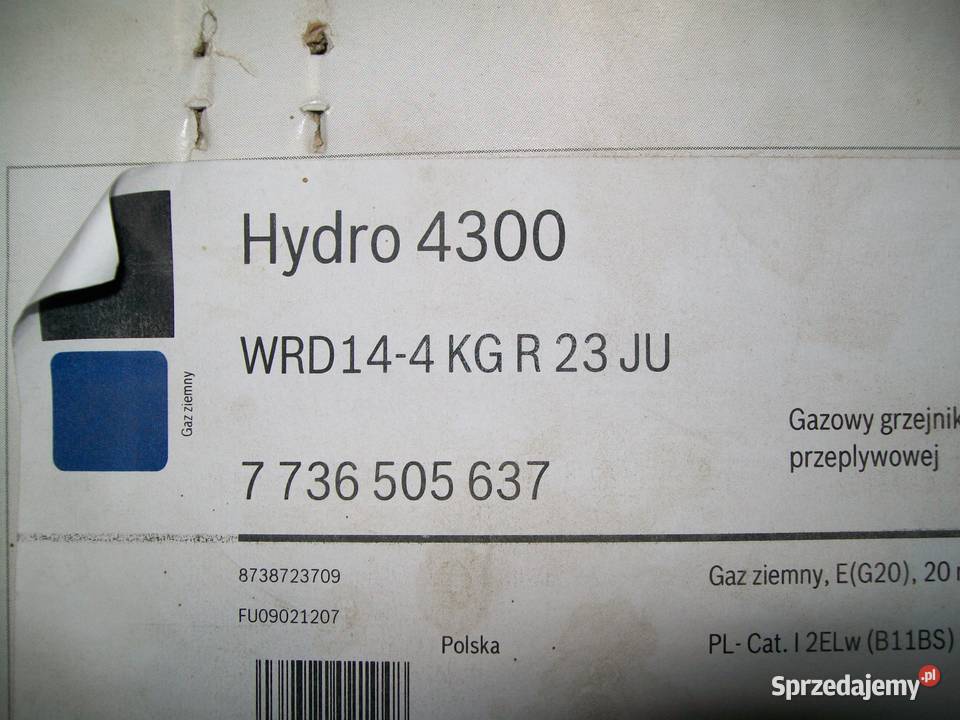 Hydro 4300
WRD14-4 KG R 23 JU
Gaz ziemny
Gazowy grzejnik
przeplywowej
7 736 505 637
8738723709
Gaz ziemny, E(G20), 20
FU09021207
Polska
PL- Cat. I 2ELw (B11BS)
Sprzedajemy.pl